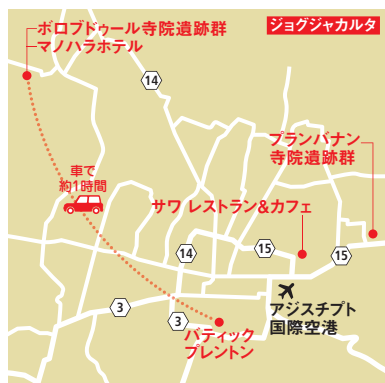 ボロブドゥール寺院遺跡群
マノハラホテル
ジョグジャカルタ
14
プランバナン
寺院遺跡群
車で
約1時間
サワ レストラン&カフェ
14
15
15
アジスチプト
国際空港
3
3
バティック
プレントン